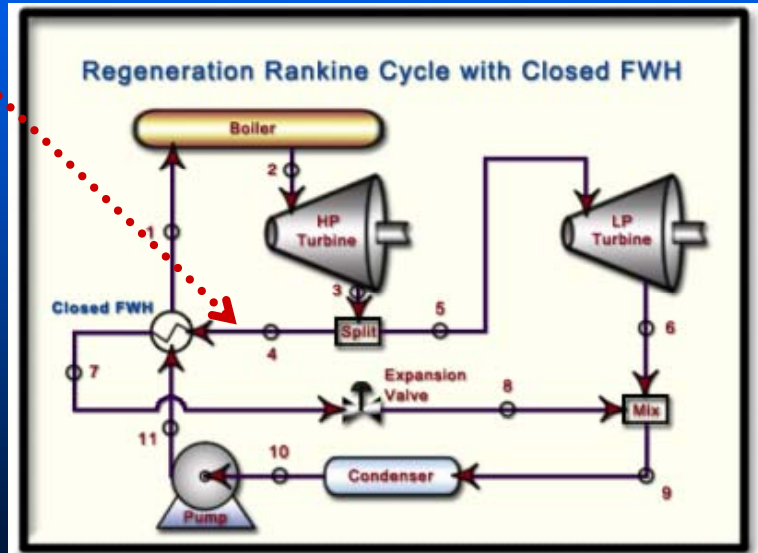 Regeneration Rankine Cycle with Closed FWH
Boiler
2
HP
Turbine
LP
Turbine
1
3
Closed FWH
5
Split
4
6
7
Expansion
Valve
8
Mix
11
10
Condenser
9
Pump